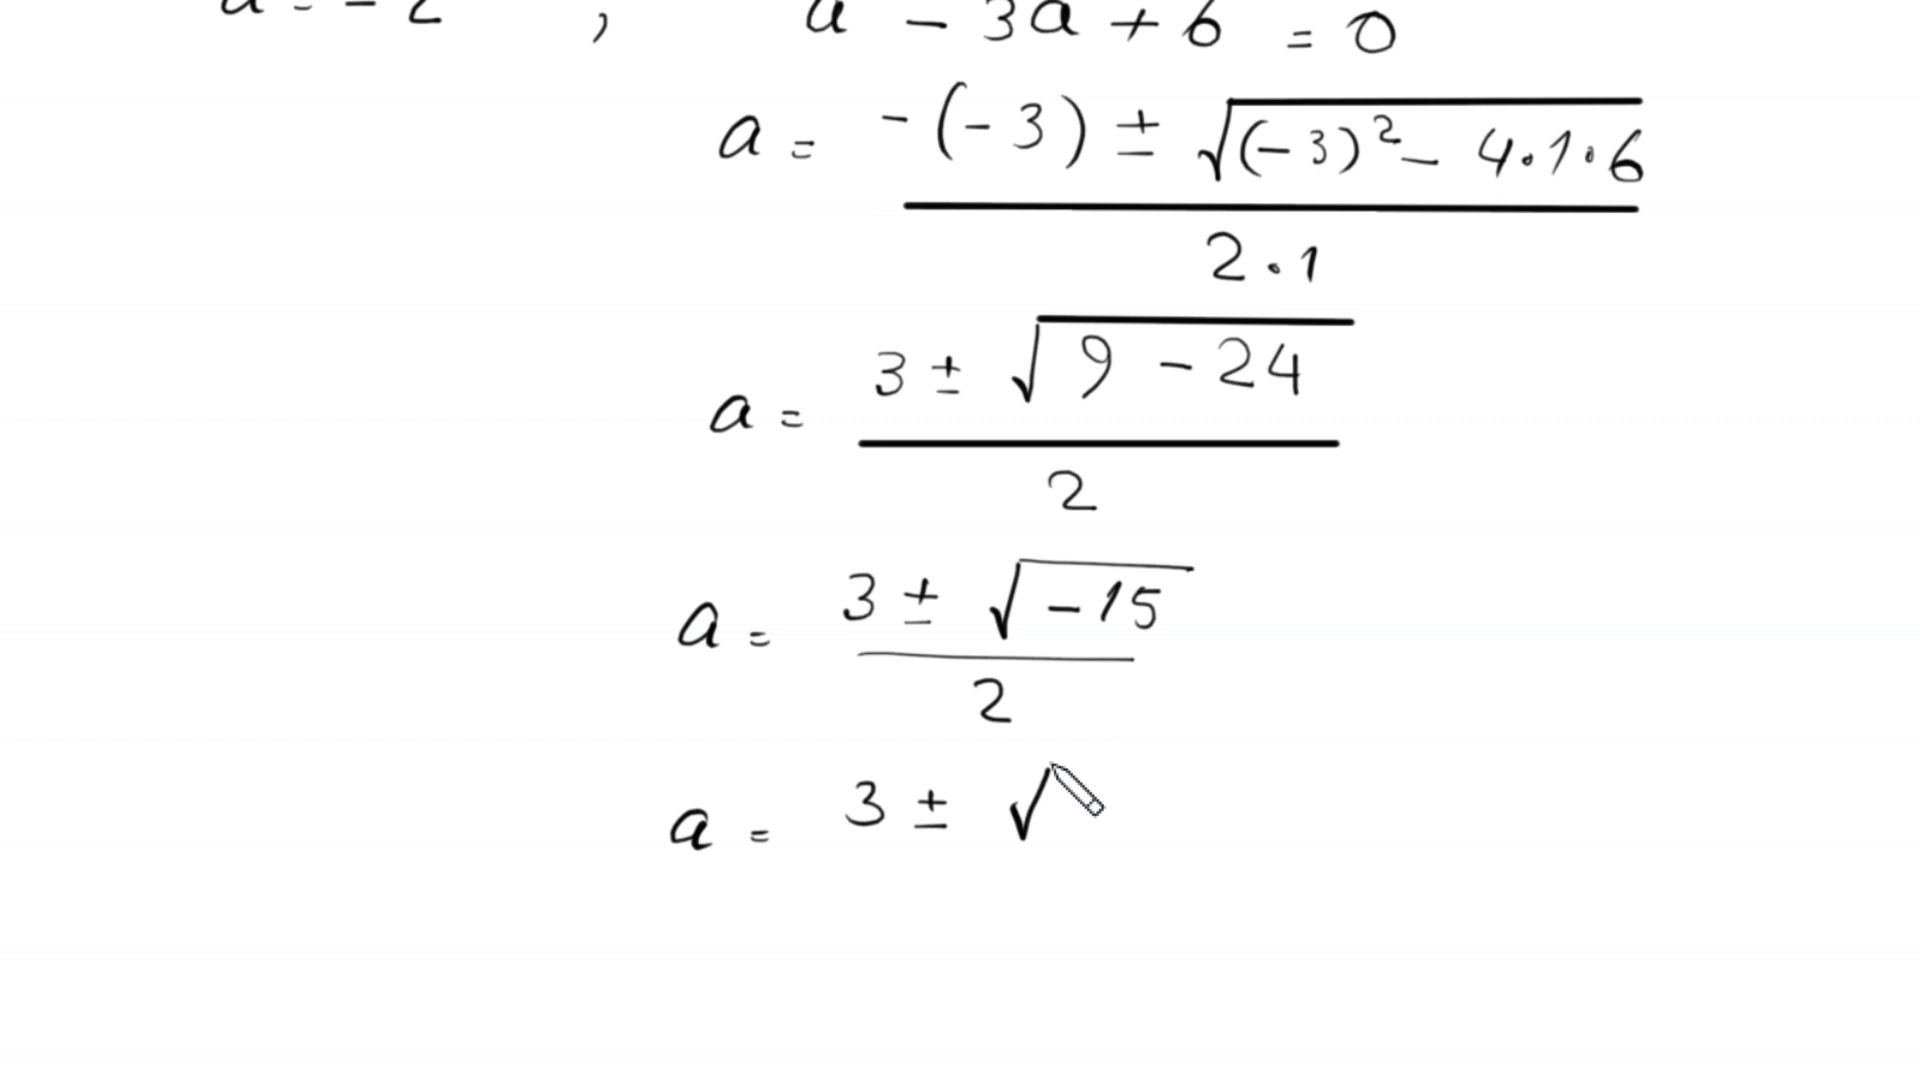 a = - 2 , a - 3a + 6 = 0
a = -(-3) ± √(-3)² - 4·1·6
2·1
a = 3 ± √9 - 24
2
a = 3 ± √-15
2
a = 3 ± √